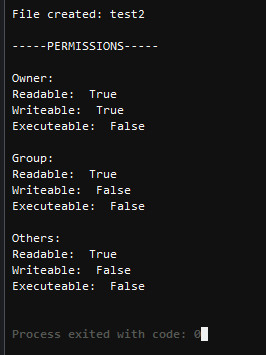 File created: test2
-----PERMISSIONS-----
Owner:
Readable:  True
Writeable:  True
Executeable:  False
Group:
Readable:  True
Writeable:  False
Executeable:  False
Others:
Readable:  True
Writeable:  False
Executeable:  False
Process exited with code: 0